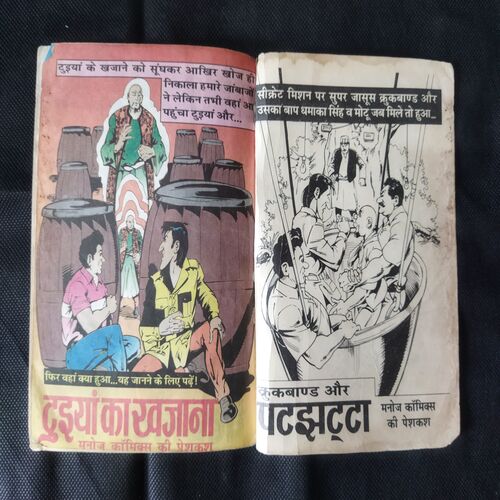 टुइयां के खजाने को सूंघकर आखिर खोज ही
निकाला हमारे जांबाजों
ने लेकिन तभी वहां आ
पहुंचा टुइयां और...
फिर वहां क्या हुआ...यह जानने के लिए पढ़ें!
टुइयां का खजाना
मनोज कॉमिक्स की पेशकश
सीक्रेट मिशन पर सुपर जासूस क्रुकबाण्ड और
उसका बाप धमाका सिंह व मोटू जब मिले तो हुआ...
क्रुकबाण्ड और
पटझट्टा
मनोज कॉमिक्स
की पेशकश